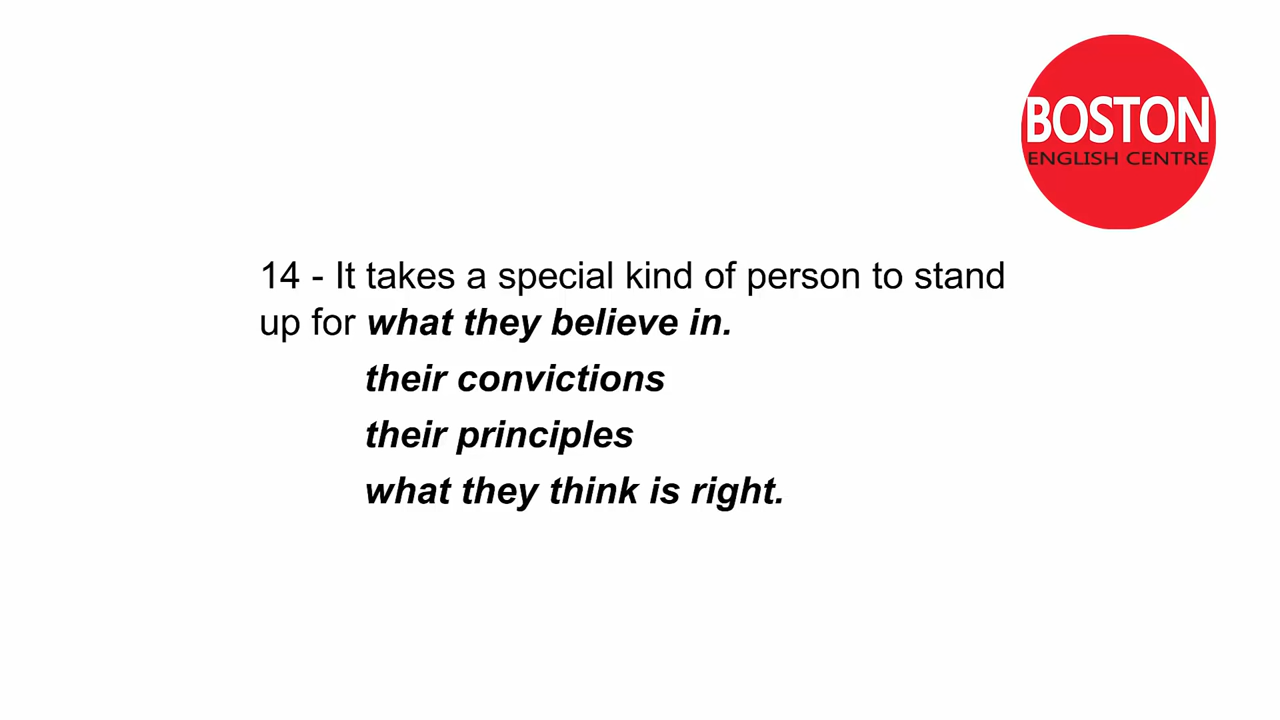 BOSTON
ENGLISH CENTRE
14 - It takes a special kind of person to stand
up for what they believe in.
their convictions
their principles
what they think is right.